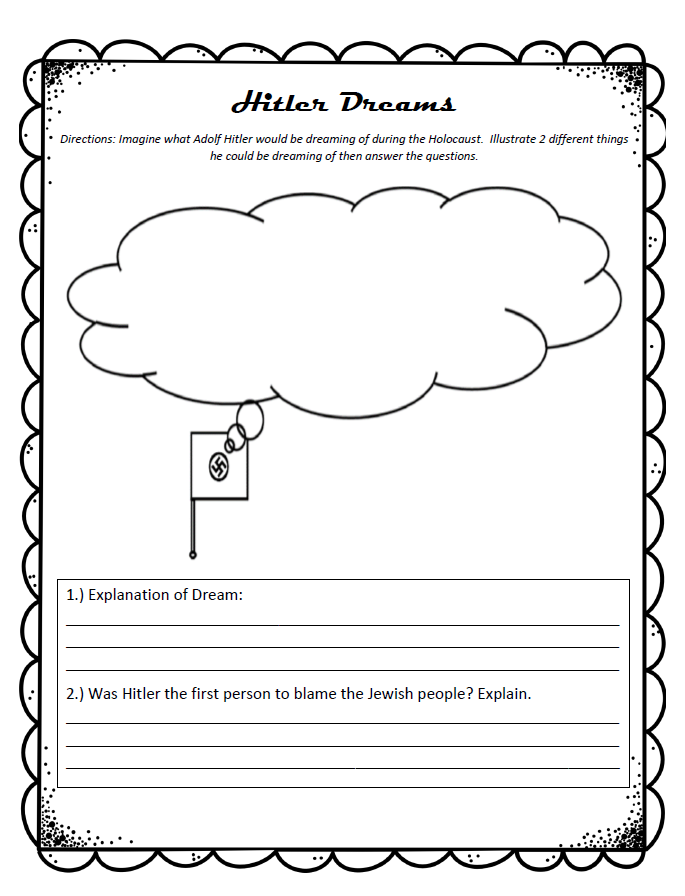 Hitler Dreams
Directions: Imagine what Adolf Hitler would be dreaming of during the Holocaust.  Illustrate 2 different things
he could be dreaming of then answer the questions.
1.) Explanation of Dream:
2.) Was Hitler the first person to blame the Jewish people? Explain.